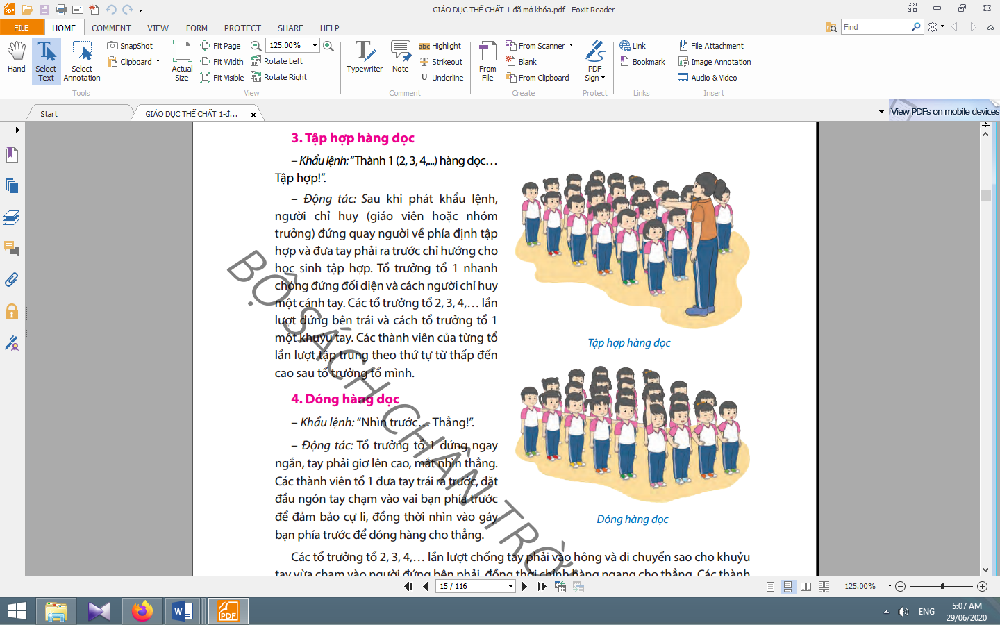 GIÁO DỤC THỂ CHẤT 1-đã mở khóa.pdf - Foxit Reader
FILE HOME COMMENT VIEW FORM PROTECT SHARE HELP
Find
Hand
Select Text
Select Annotation
SnapShot
Clipboard
Tools
Actual Size
Fit Page
Fit Width
Fit Visible
125.00%
Rotate Left
Rotate Right
View
Typewriter
Note
abc Highlight
Strikeout
Underline
Comment
From File
From Scanner
Blank
From Clipboard
Create
PDF Sign
Protect
Link
Bookmark
Links
File Attachment
Image Annotation
Audio & Video
Insert
Start
GIÁO DỤC THỂ CHẤT 1-đ...
View PDFs on mobile devices
3. Tập hợp hàng dọc
– Khẩu lệnh: “Thành 1 (2, 3, 4,...) hàng dọc…
Tập hợp!”.
– Động tác: Sau khi phát khẩu lệnh,
người chỉ huy (giáo viên hoặc nhóm
trưởng) đứng quay người về phía định tập
hợp và đưa tay phải ra trước chỉ hướng cho
học sinh tập hợp. Tổ trưởng tổ 1 nhanh
chóng đứng đối diện và cách người chỉ huy
một cánh tay. Các tổ trưởng tổ 2, 3, 4,… lần
lượt đứng bên trái và cách tổ trưởng tổ 1
một khuỷu tay. Các thành viên của từng tổ
lần lượt tập trung theo thứ tự từ thấp đến
cao sau tổ trưởng tổ mình.
Tập hợp hàng dọc
4. Dóng hàng dọc
– Khẩu lệnh: “Nhìn trước… Thẳng!”.
– Động tác: Tổ trưởng tổ 1 đứng ngay
ngắn, tay phải giơ lên cao, mắt nhìn thẳng.
Các thành viên tổ 1 đưa tay trái ra trước, đặt
đầu ngón tay chạm vào vai bạn phía trước
để đảm bảo cự li, đồng thời nhìn vào gáy
bạn phía trước để dóng hàng cho thẳng.
Dóng hàng dọc
Các tổ trưởng tổ 2, 3, 4,… lần lượt chống tay phải vào hông và di chuyển sao cho khuỷu
tay vừa chạm vào người đứng bên phải, đồng thời chỉnh hàng ngang cho thẳng. Các thành
BỘ SÁCH CHÂN TRỜ
15 / 116
125.00%
PDF
ENG
5:07 AM
29/06/2020